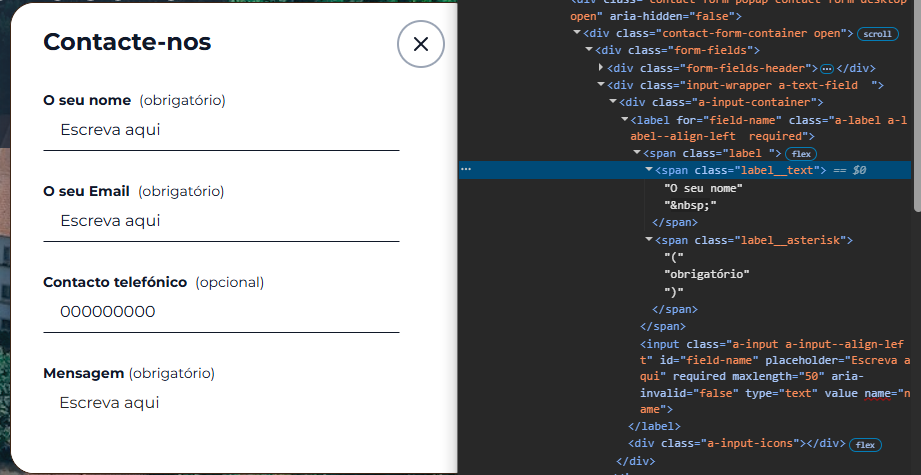 Contacte-nos
O seu nome (obrigatório)
Escreva aqui
O seu Email (obrigatório)
Escreva aqui
Contacto telefónico (opcional)
000000000
Mensagem (obrigatório)
Escreva aqui
open" aria-hidden="false">
<div class="contact-form-container open"> scroll
<div class="form-fields">
<div class="form-fields-header"> ⋯ </div>
<div class="input-wrapper a-text-field  ">
<div class="a-input-container">
<label for="field-name" class="a-label a-l
abel--align-left  required">
<span class="label "> flex
<span class="label__text"> == $0
"O seu nome"
"&nbsp;"
</span>
<span class="label__asterisk">
"("
"obrigatório"
")"
</span>
</span>
<input class="a-input a-input--align-lef
t" id="field-name" placeholder="Escreva a
qui" required maxlength="50" aria-
invalid="false" type="text" value name="n
ame">
</label>
<div class="a-input-icons"></div> flex
</div>